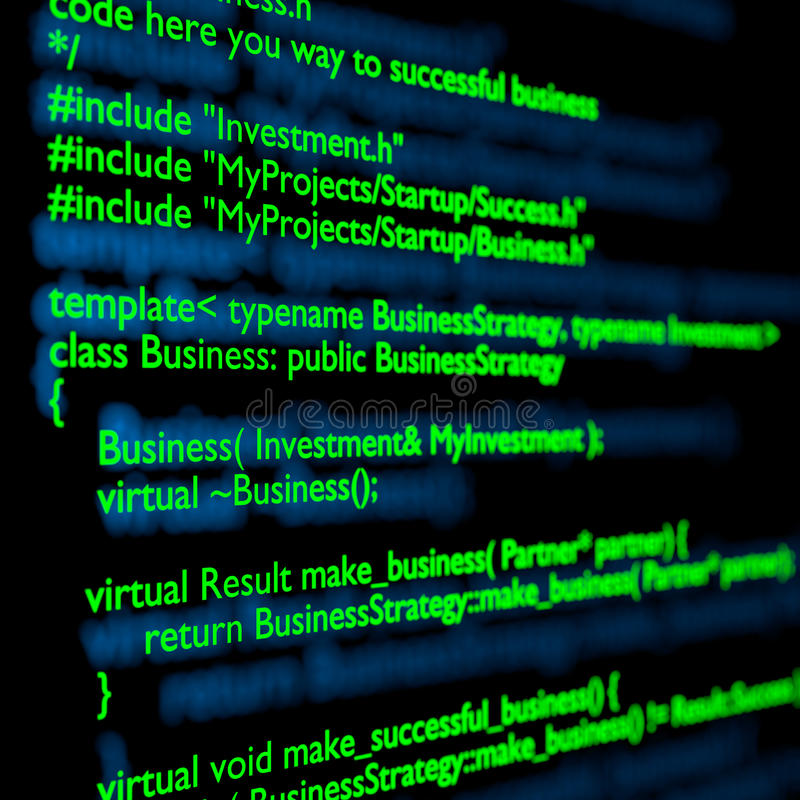 code here you way to successful business
*/
#include "Investment.h"
#include "MyProjects/Startup/Success.h"
#include "MyProjects/Startup/Business.h"
template< typename BusinessStrategy, typename Investment >
class Business: public BusinessStrategy
{
dreamstime
Business( Investment& MyInvestment );
virtual ~Business();
virtual Result make_business( Partner* partner) {
return BusinessStrategy::make_business( Partner* partner);
}
virtual void make_successful_business() {
( BusinessStrategy::make_business() != Result::Success